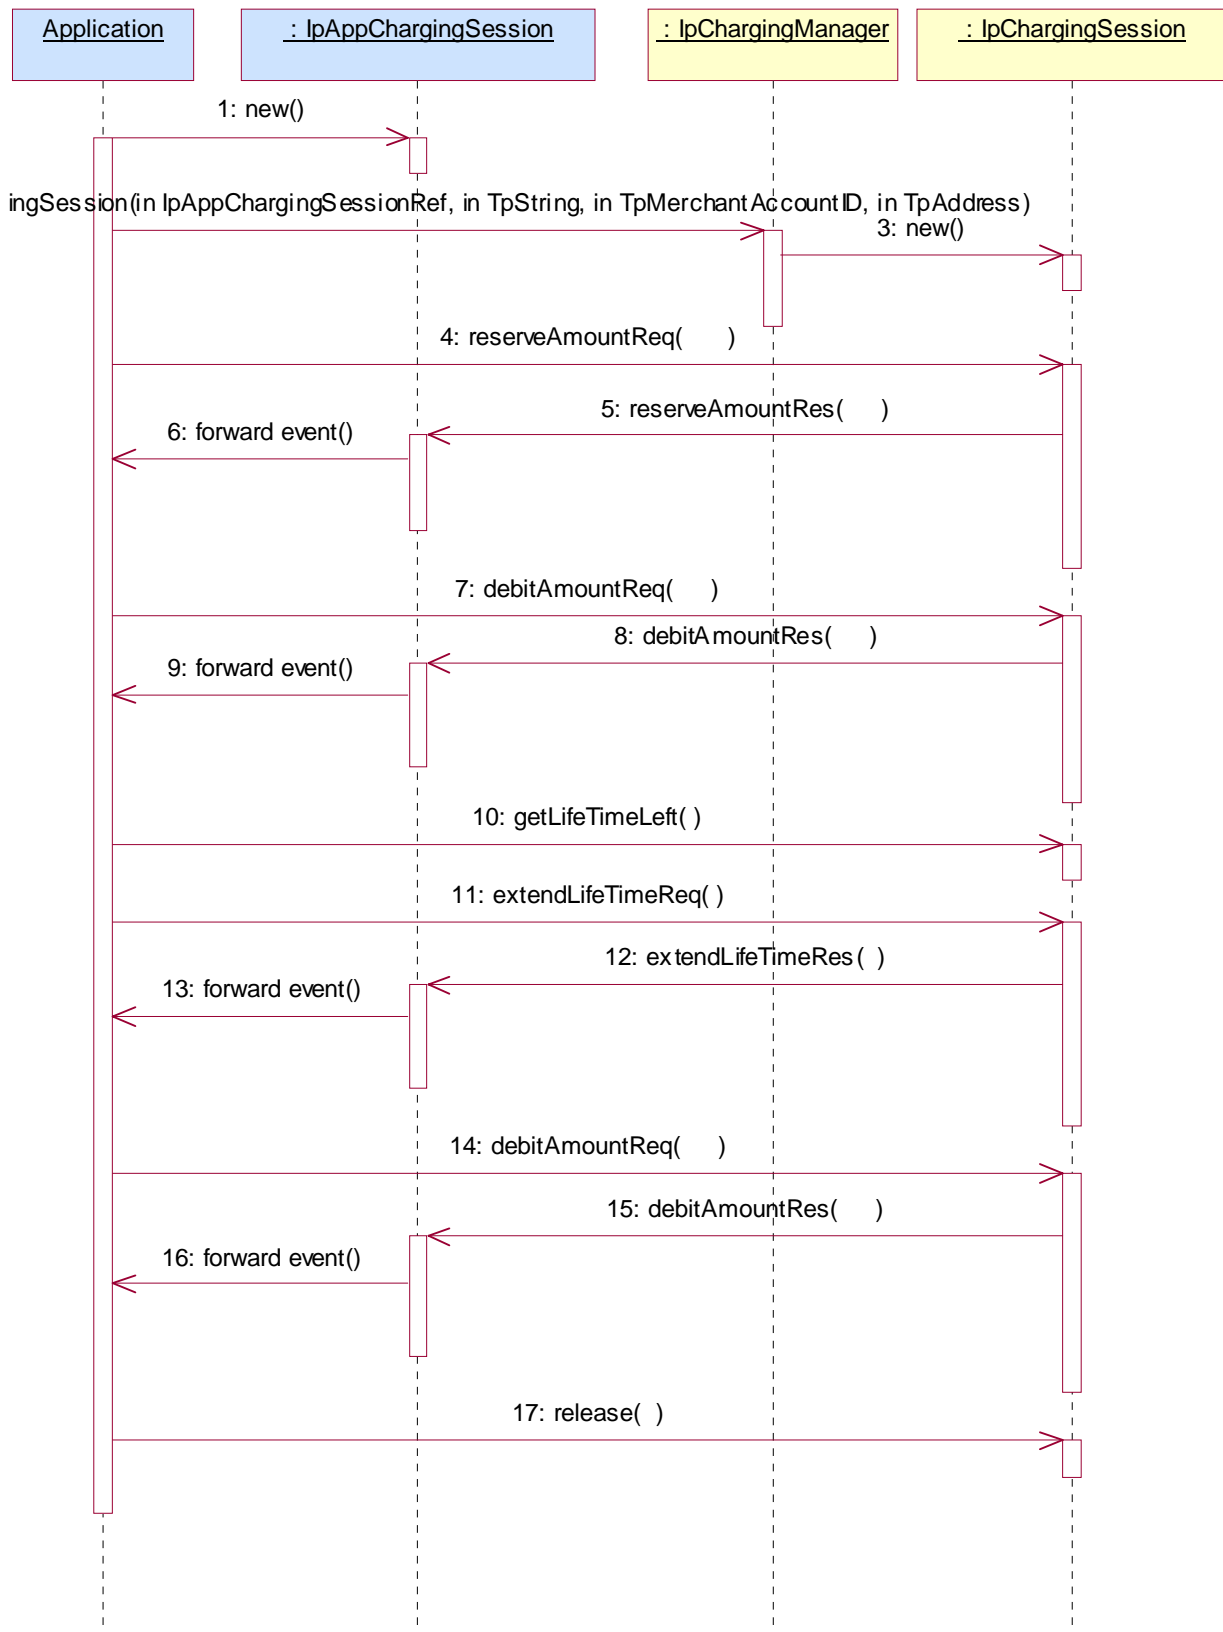 Application
: IpAppChargingSession
: IpChargingManager
: IpChargingSession
1: new()
ingSession(in IpAppChargingSessionRef, in TpString, in TpMerchantAccountID, in TpAddress)
3: new()
4: reserveAmountReq( )
5: reserveAmountRes( )
6: forward event()
7: debitAmountReq( )
8: debitAmountRes( )
9: forward event()
10: getLifeTimeLeft( )
11: extendLifeTimeReq( )
12: extendLifeTimeRes( )
13: forward event()
14: debitAmountReq( )
15: debitAmountRes( )
16: forward event()
17: release( )